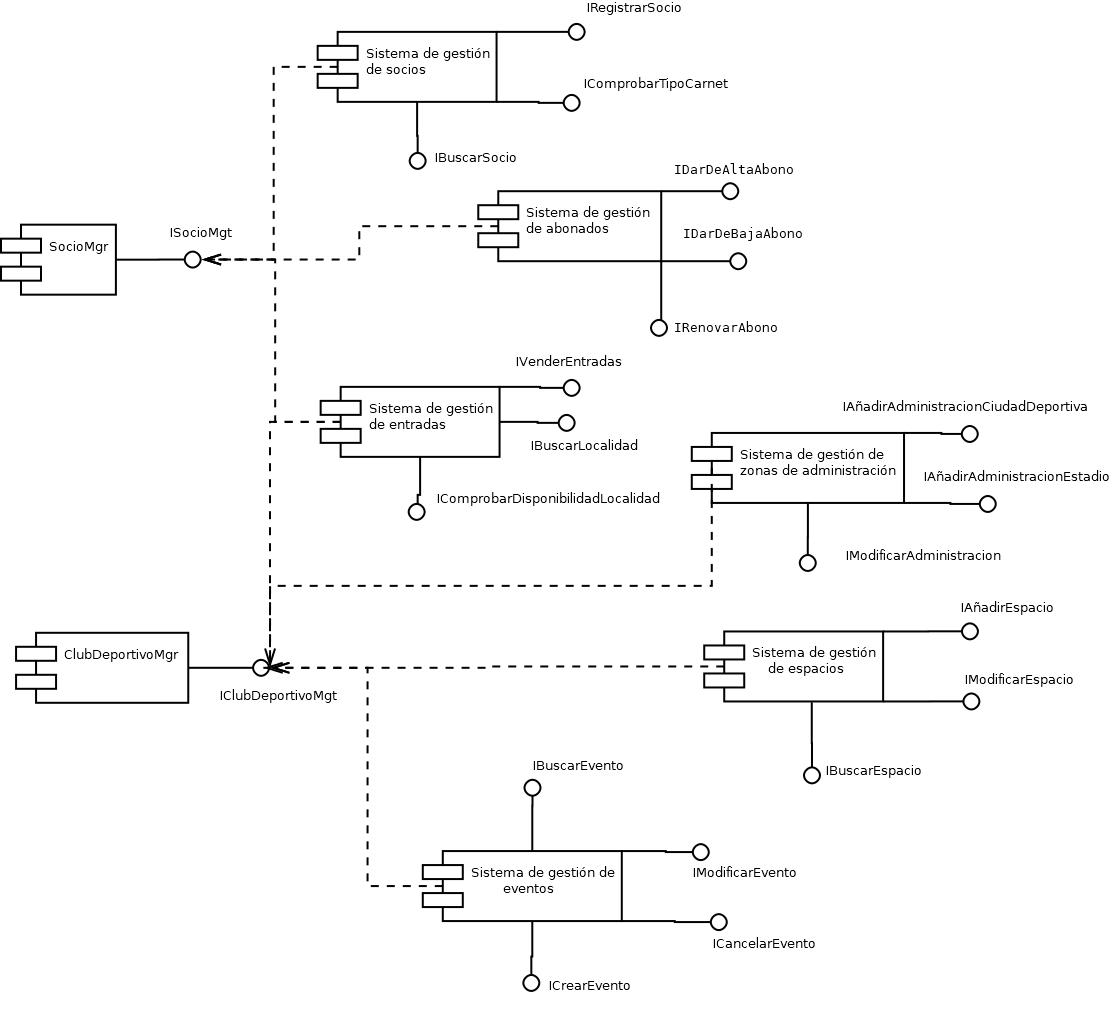 IRegistrarSocio
Sistema de gestión
de socios
IComprobarTipoCarnet
IBuscarSocio
IDarDeAltaAbono
Sistema de gestión
de abonados
IDarDeBajaAbono
ISocioMgt
SocioMgr
IRenovarAbono
IVenderEntradas
Sistema de gestión
de entradas
IBuscarLocalidad
IComprobarDisponibilidadLocalidad
IAñadirAdministracionCiudadDeportiva
Sistema de gestión de
zonas de administración
IAñadirAdministracionEstadio
IModificarAdministracion
IAñadirEspacio
ClubDeportivoMgr
Sistema de gestión
de espacios
IModificarEspacio
IClubDeportivoMgt
IBuscarEspacio
IBuscarEvento
Sistema de gestión de
eventos
IModificarEvento
ICancelarEvento
ICrearEvento